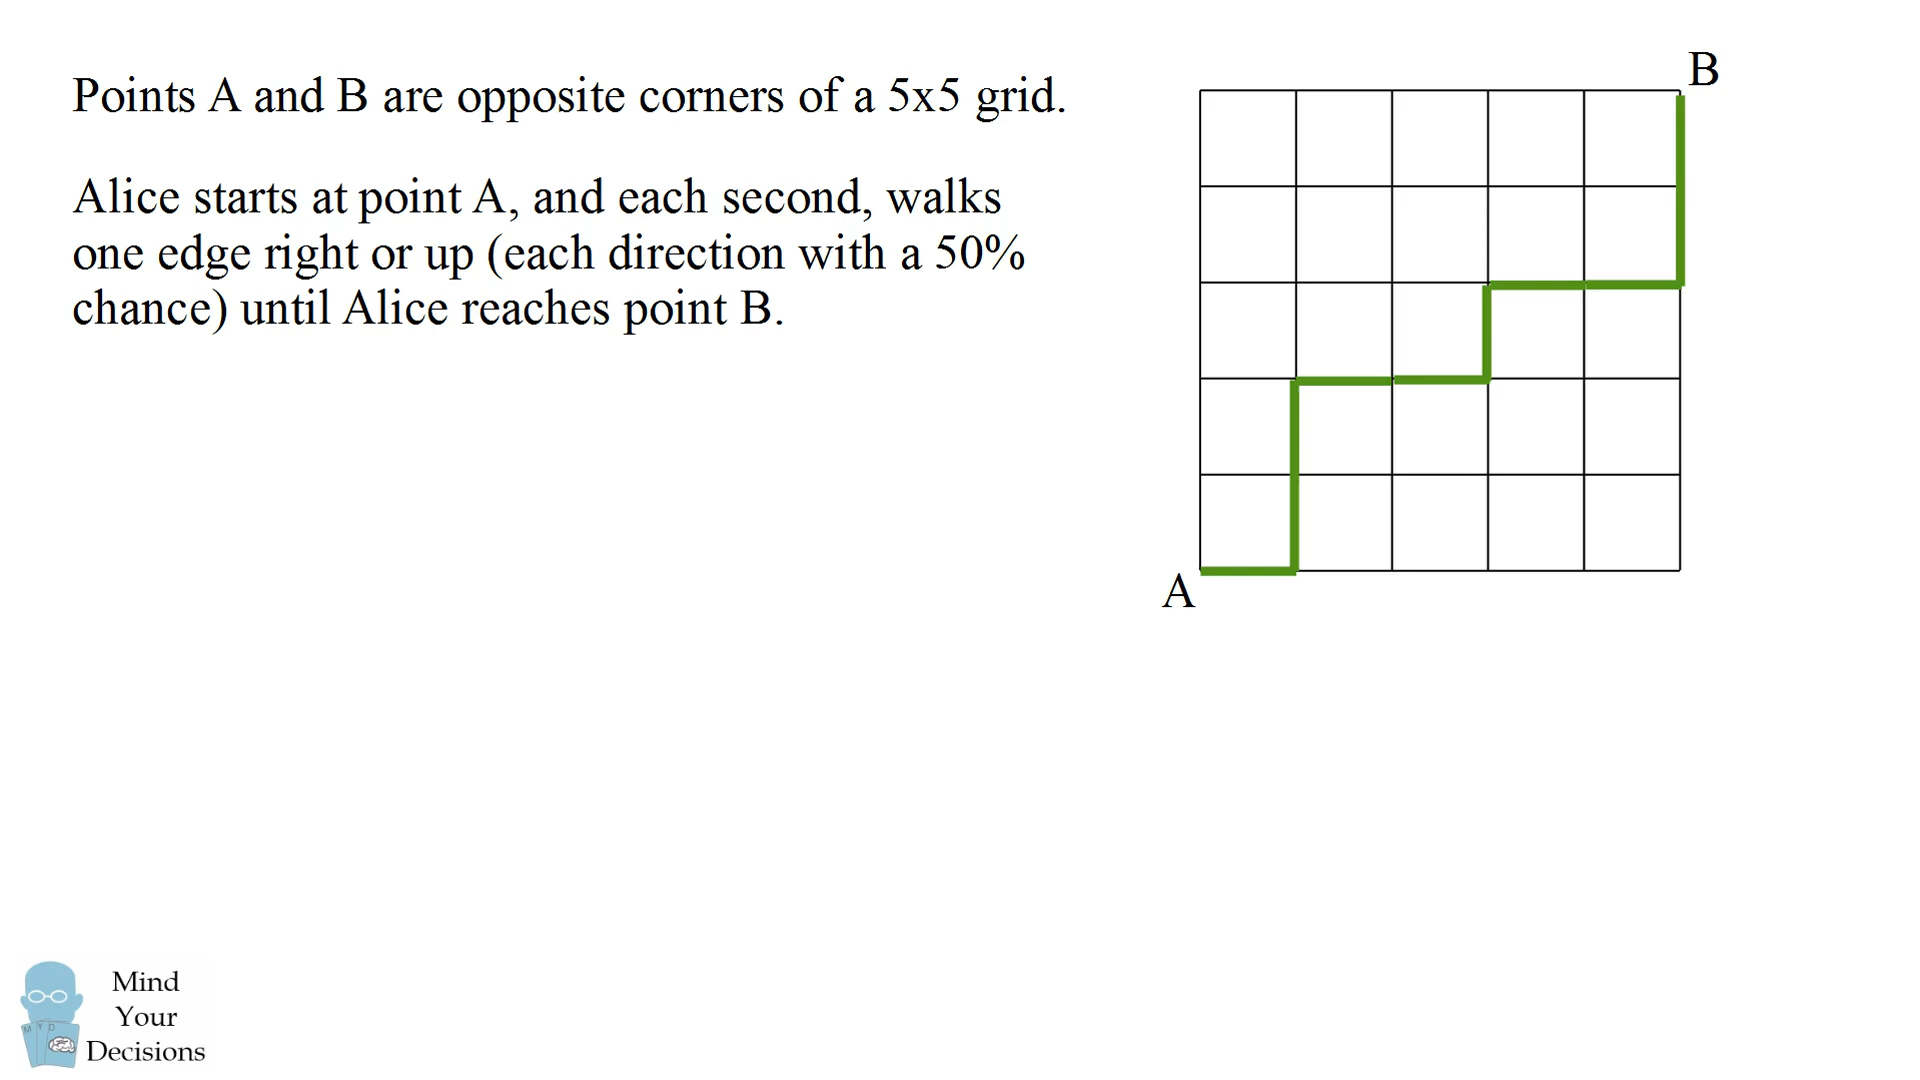 Points A and B are opposite corners of a 5x5 grid.
Alice starts at point A, and each second, walks
one edge right or up (each direction with a 50%
chance) until Alice reaches point B.
B
A
M Y D
Mind
Your
Decisions